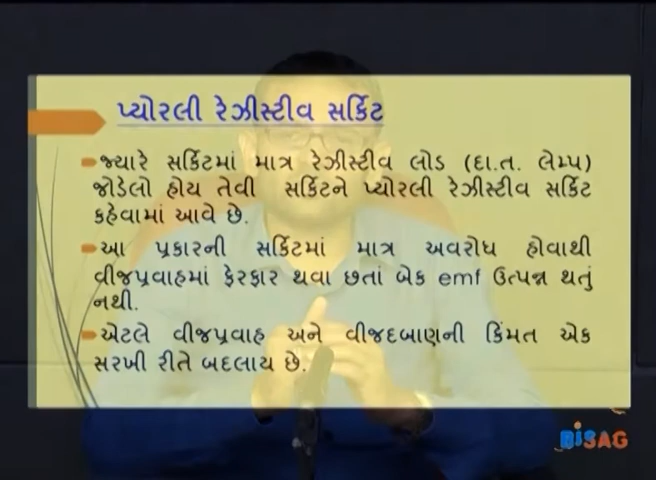 પ્યોરલી રેઝીસ્ટીવ સર્કિટ
જ્યારે સર્કિટમાં માત્ર રેઝીસ્ટીવ લોડ (દા.ત. લેમ્પ)
જોડેલો હોય તેવી સર્કિટને પ્યોરલી રેઝીસ્ટીવ સર્કિટ
કહેવામાં આવે છે.
આ પ્રકારની સર્કિટમાં માત્ર અવરોધ હોવાથી
વીજપ્રવાહમાં ફેરફાર થવા છતાં બેક emf ઉત્પન્ન થતું
નથી.
એટલે વીજપ્રવાહ અને વીજદબાણની કિંમત એક
સરખી રીતે બદલાય છે.
BISAG